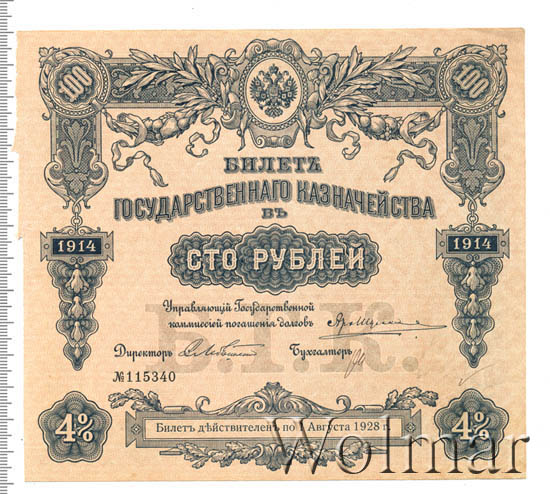 100 100
БИЛЕТЪ
ГОСУДАРСТВЕННАГО КАЗНАЧЕЙСТВА
ВЪ
1914 1914
СТО РУБЛЕЙ
Б.Г.К.
Управляющій Государственной
коммиссіей погашенія долговъ
Директоръ Бухгалтеръ
№115340
4% Билетъ дѣйствителенъ по 1 Августа 1928 г. 4%
Wolmar